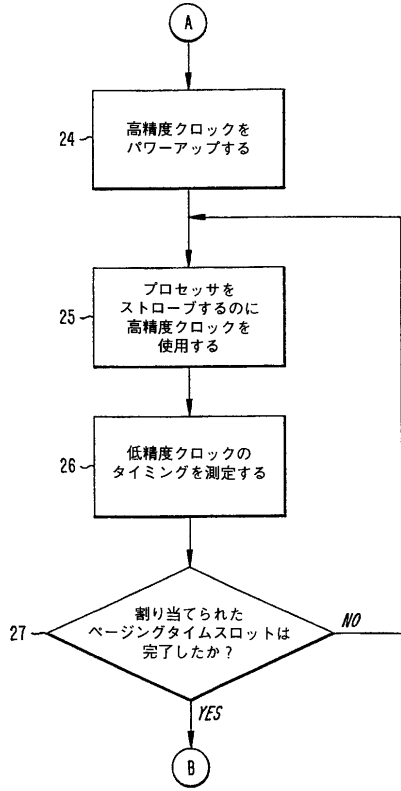 A
24
高精度クロックを
パワーアップする
25
プロセッサを
ストローブするのに
高精度クロックを
使用する
26
低精度クロックの
タイミングを測定する
27
割り当てられた
ページングタイムスロットは
完了したか?
NO
YES
B